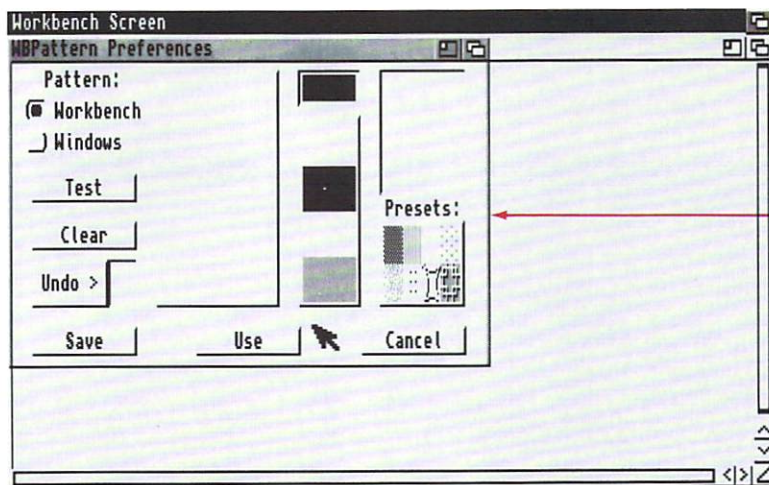 Workbench Screen
WBPattern Preferences
Pattern:
Workbench
Windows
Test
Clear
Undo >
Presets:
Save
Use
Cancel